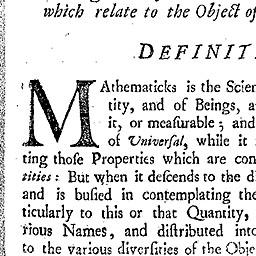 which relate to the Object of
DEFINIT
MAthematicks is the Scien
tity, and of Beings, a
it, or meaſurable; and
of Univerſal, while it
ting thoſe Properties which are con
tities: But when it deſcends to the d
and is buſied in contemplating the
ticularly to this or that Quantity,
rious Names, and diſtributed into
to the various diverſities of the Obje